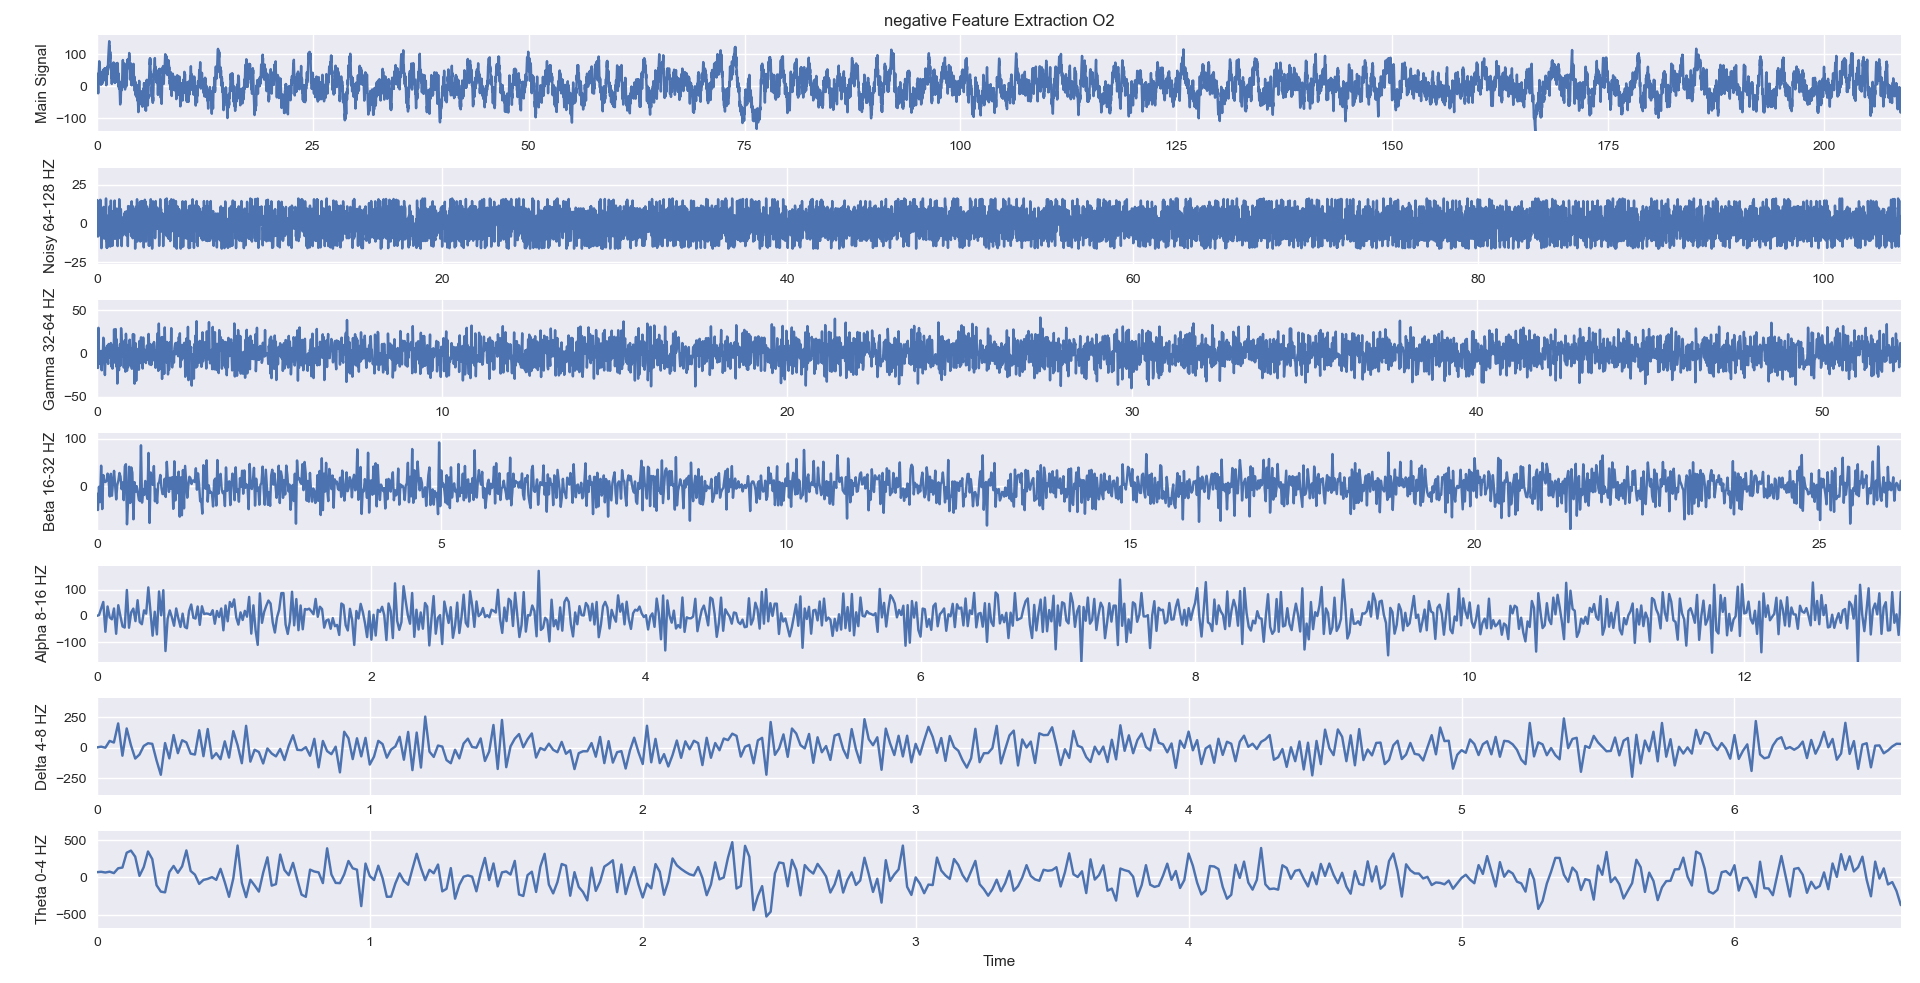 negative Feature Extraction O2
Main Signal
100
0
−100
0 25 50 75 100 125 150 175 200
Noisy 64-128 HZ
25
0
−25
0 20 40 60 80 100
Gamma 32-64 HZ
50
0
−50
0 10 20 30 40 50
Beta 16-32 HZ
100
0
0 5 10 15 20 25
Alpha 8-16 HZ
100
0
−100
0 2 4 6 8 10 12
Delta 4-8 HZ
250
0
−250
0 1 2 3 4 5 6
Theta 0-4 HZ
500
0
−500
0 1 2 3 4 5 6
Time